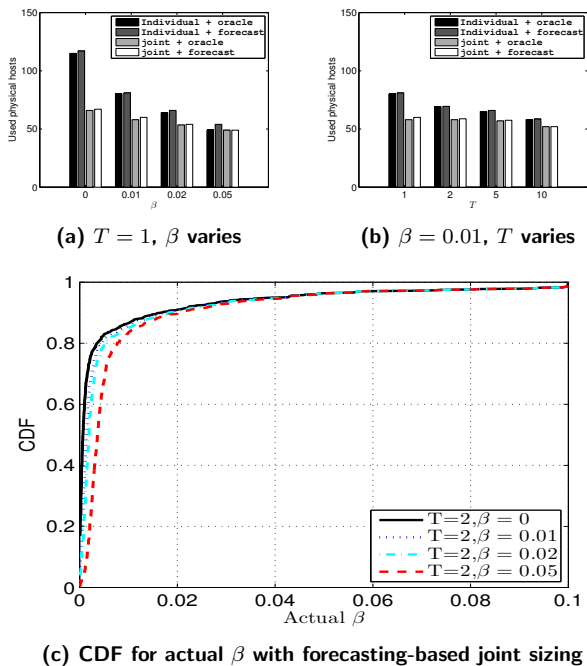 Individual + oracle
Individual + forecast
joint + oracle
joint + forecast
Used physical hosts
150
100
50
0
0 0.01 0.02 0.05
β
(a) T = 1, β varies
Individual + oracle
Individual + forecast
joint + oracle
joint + forecast
Used physical hosts
150
100
50
0
1 2 5 10
T
(b) β = 0.01, T varies
CDF
1
0.8
0.6
0.4
0.2
0
T=2,β = 0
T=2,β = 0.01
T=2,β = 0.02
T=2,β = 0.05
0 0.02 0.04 0.06 0.08 0.1
Actual β
(c) CDF for actual β with forecasting-based joint sizing